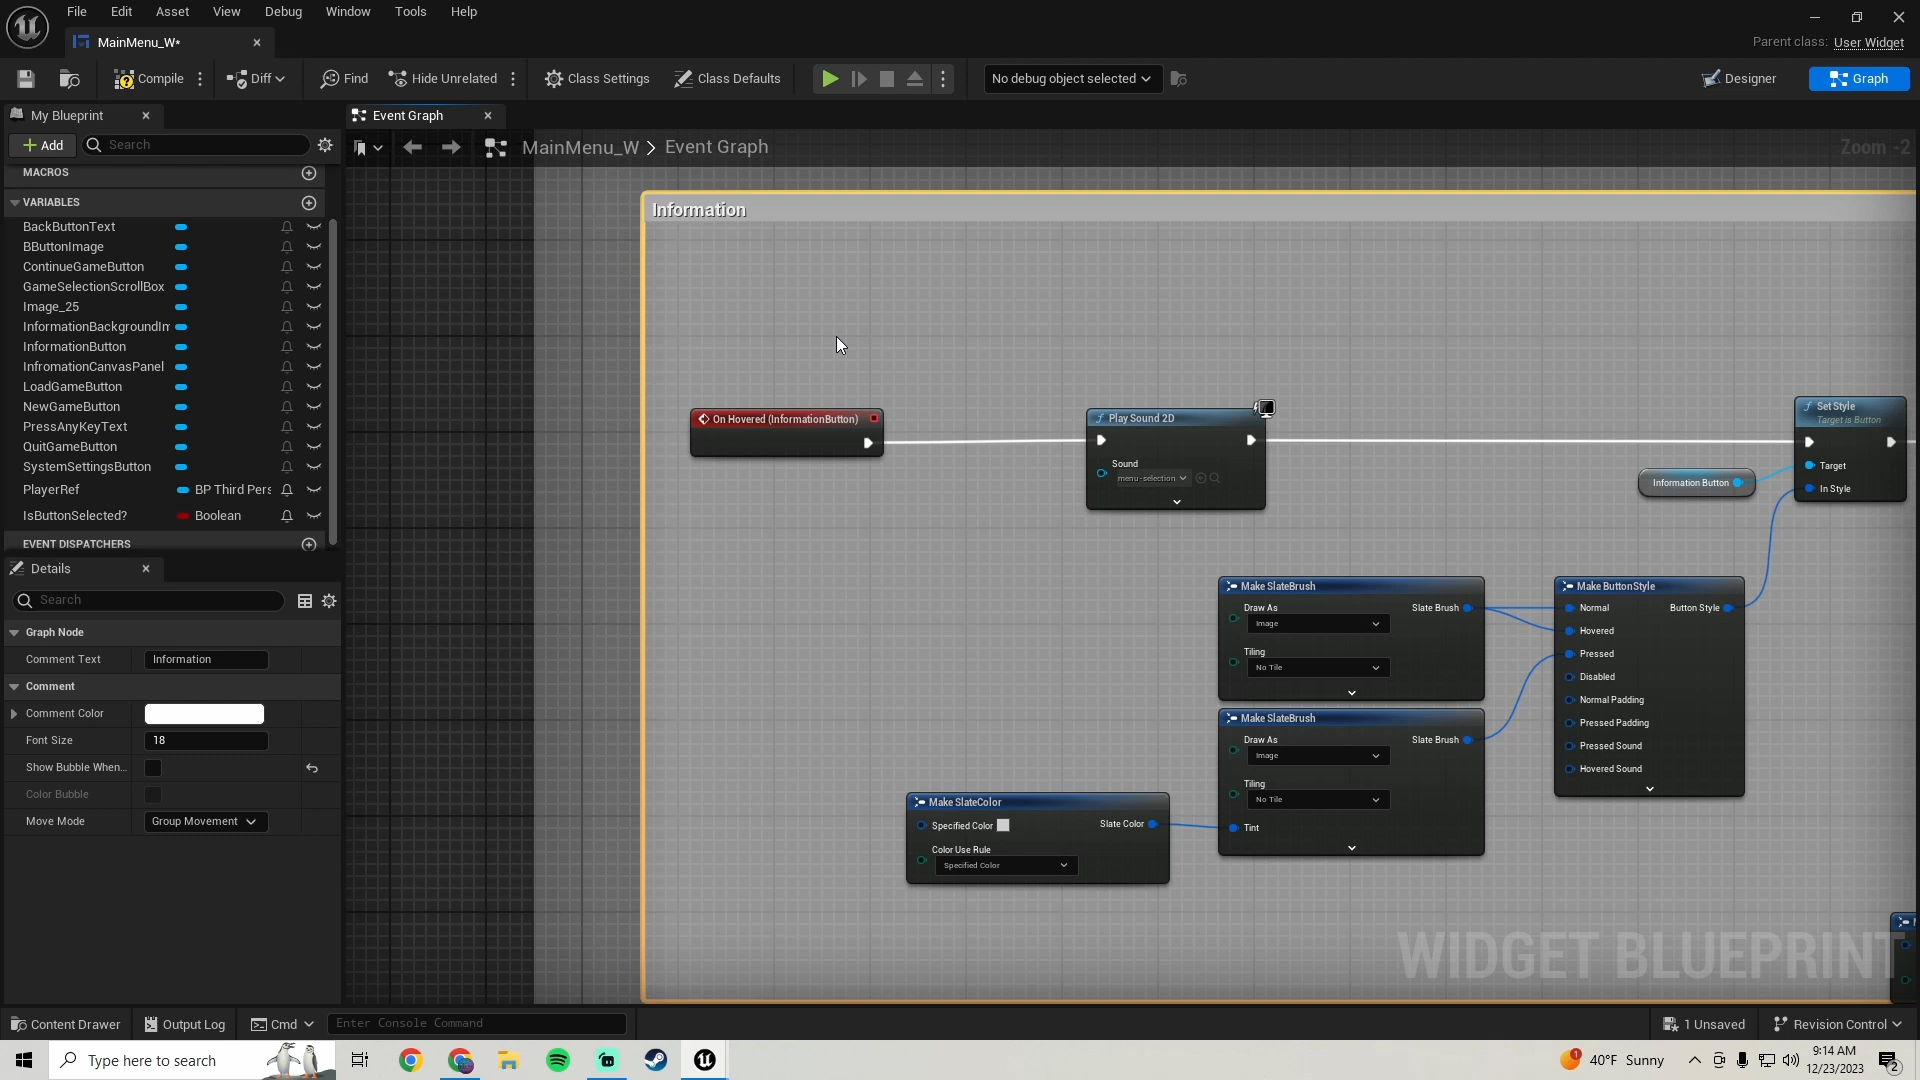 File Edit Asset View Debug Window Tools Help
MainMenu_W*
Parent class: User Widget
Compile Diff Find Hide Unrelated Class Settings Class Defaults No debug object selected Designer Graph
My Blueprint
Event Graph
Add Search
MainMenu_W > Event Graph
Zoom -2
MACROS
VARIABLES
BackButtonText
BButtonImage
ContinueGameButton
GameSelectionScrollBox
Image_25
InformationBackgroundIm
InformationButton
InfromationCanvasPanel
LoadGameButton
NewGameButton
PressAnyKeyText
QuitGameButton
SystemSettingsButton
PlayerRef BP Third Pers
IsButtonSelected? Boolean
EVENT DISPATCHERS
Details
Search
Graph Node
Comment Text Information
Comment
Comment Color
Font Size 18
Show Bubble When...
Color Bubble
Move Mode Group Movement
Information
On Hovered (InformationButton)
f Play Sound 2D
Sound
menu-selection
f Set Style
Target is Button
Target
In Style
Information Button
Make SlateBrush
Draw As Slate Brush
Image
Tiling
No Tile
Make SlateBrush
Draw As Slate Brush
Image
Tiling
No Tile
Tint
Make ButtonStyle
Normal Button Style
Hovered
Pressed
Disabled
Normal Padding
Pressed Padding
Pressed Sound
Hovered Sound
Make SlateColor
Specified Color Slate Color
Color Use Rule
Specified Color
WIDGET BLUEPRINT
Content Drawer Output Log Cmd Enter Console Command 1 Unsaved Revision Control
Type here to search
1
40°F Sunny
9:14 AM
12/23/2023
2